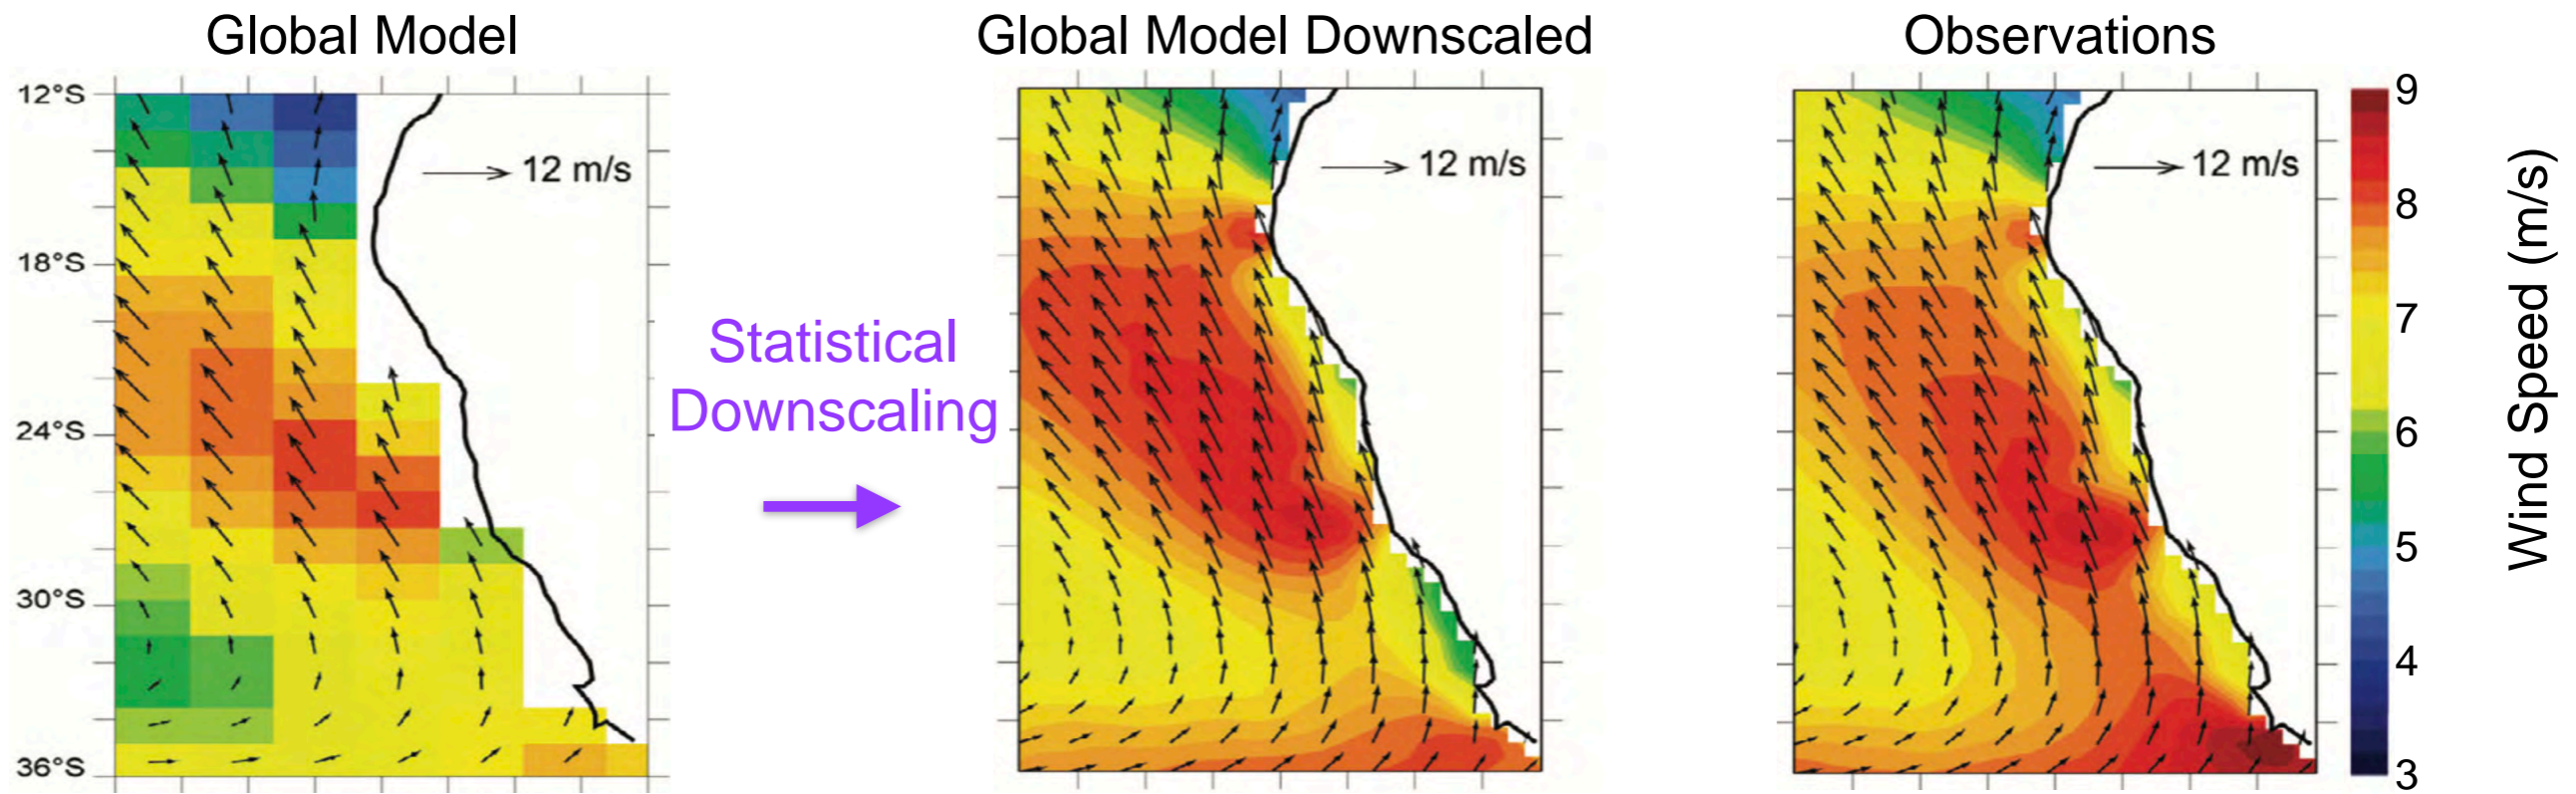 Global Model
Global Model Downscaled
Observations
12°S
18°S
24°S
30°S
36°S
12 m/s
Statistical
Downscaling
12 m/s
12 m/s
9
8
7
6
5
4
3
Wind Speed (m/s)